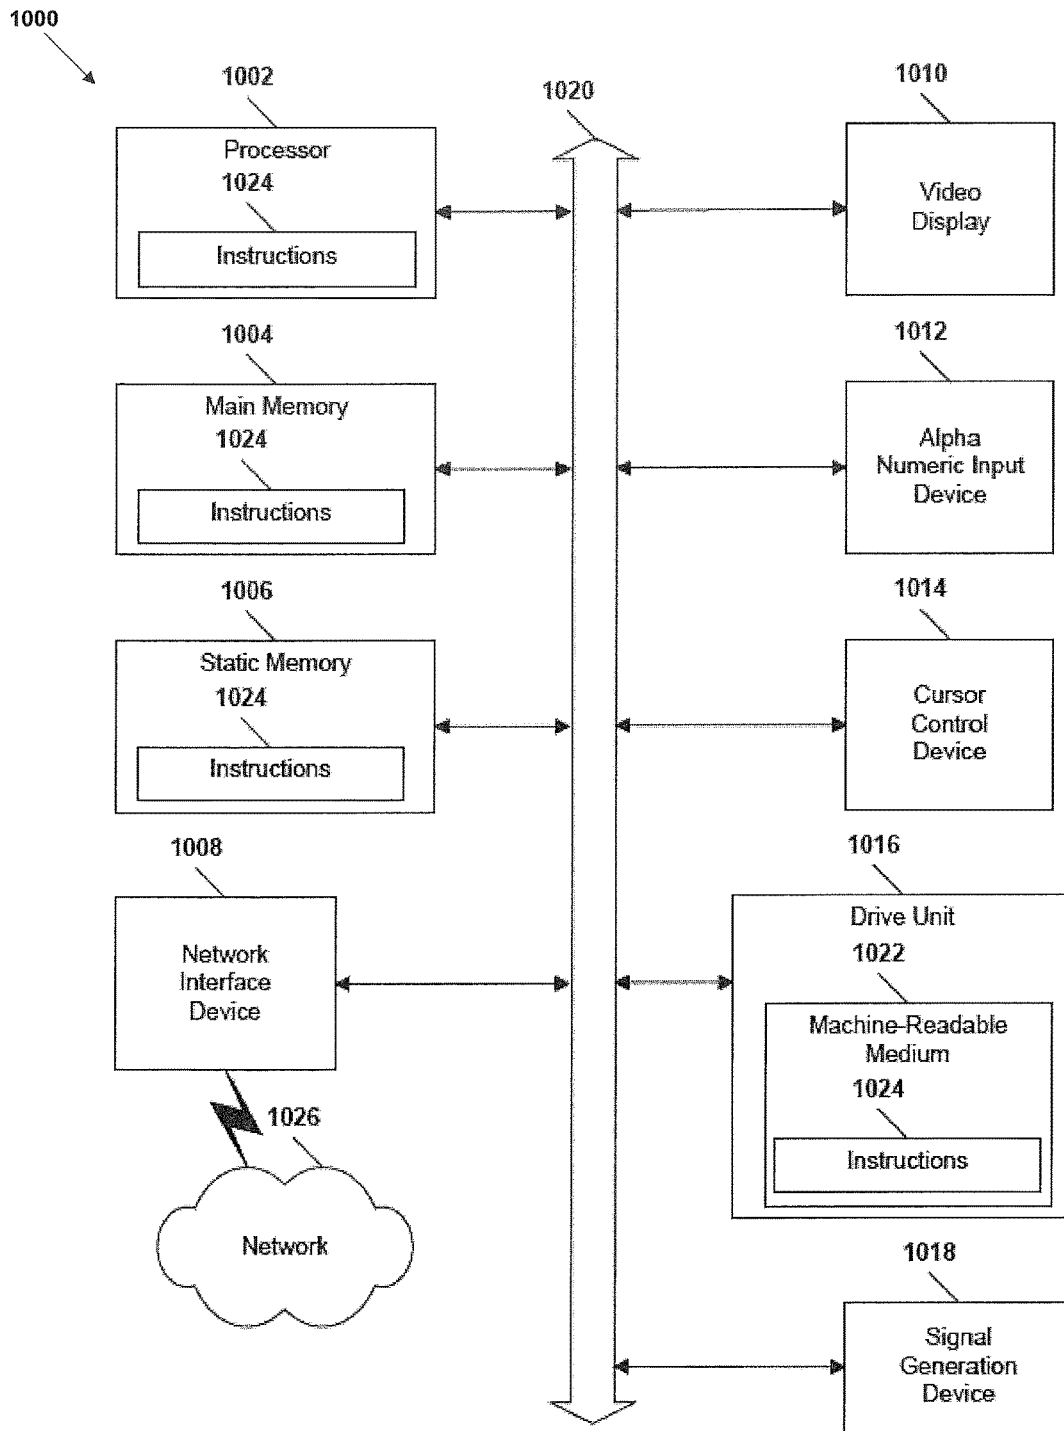 1000
1002
Processor
1024
Instructions
1020
1010
Video
Display
1004
Main Memory
1024
Instructions
1012
Alpha
Numeric Input
Device
1006
Static Memory
1024
Instructions
1014
Cursor
Control
Device
1008
Network
Interface
Device
1016
Drive Unit
1022
Machine-Readable
Medium
1024
Instructions
1026
Network
1018
Signal
Generation
Device